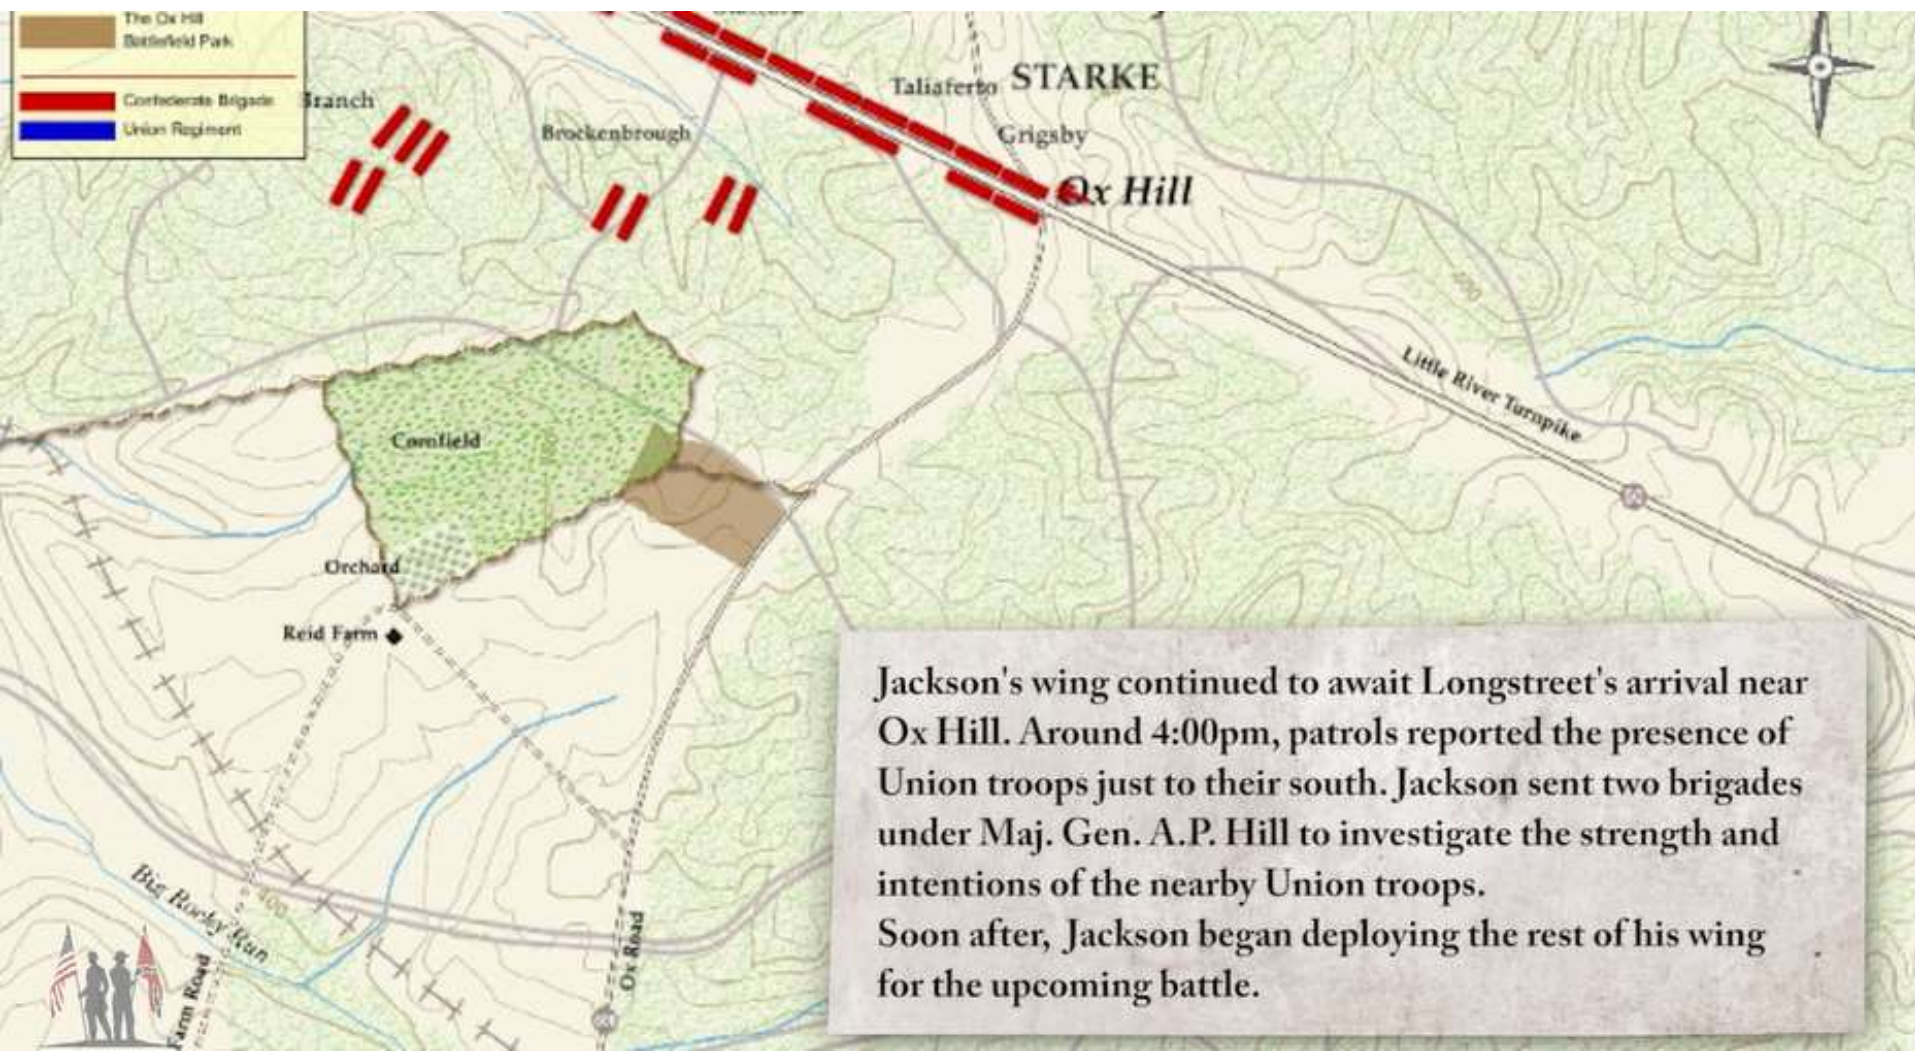 The Ox Hill
Battlefield Park
Confederate Brigade
Union Regiment
Branch
Brockenbrough
Taliaferro
STARKE
Grigsby
Ox Hill
400
Little River Turnpike
Cornfield
Orchard
Reid Farm
Big Rocky Run
400
Farm Road
Ox Road
Jackson's wing continued to await Longstreet's arrival near
Ox Hill. Around 4:00pm, patrols reported the presence of
Union troops just to their south. Jackson sent two brigades
under Maj. Gen. A.P. Hill to investigate the strength and
intentions of the nearby Union troops.
Soon after, Jackson began deploying the rest of his wing
for the upcoming battle.